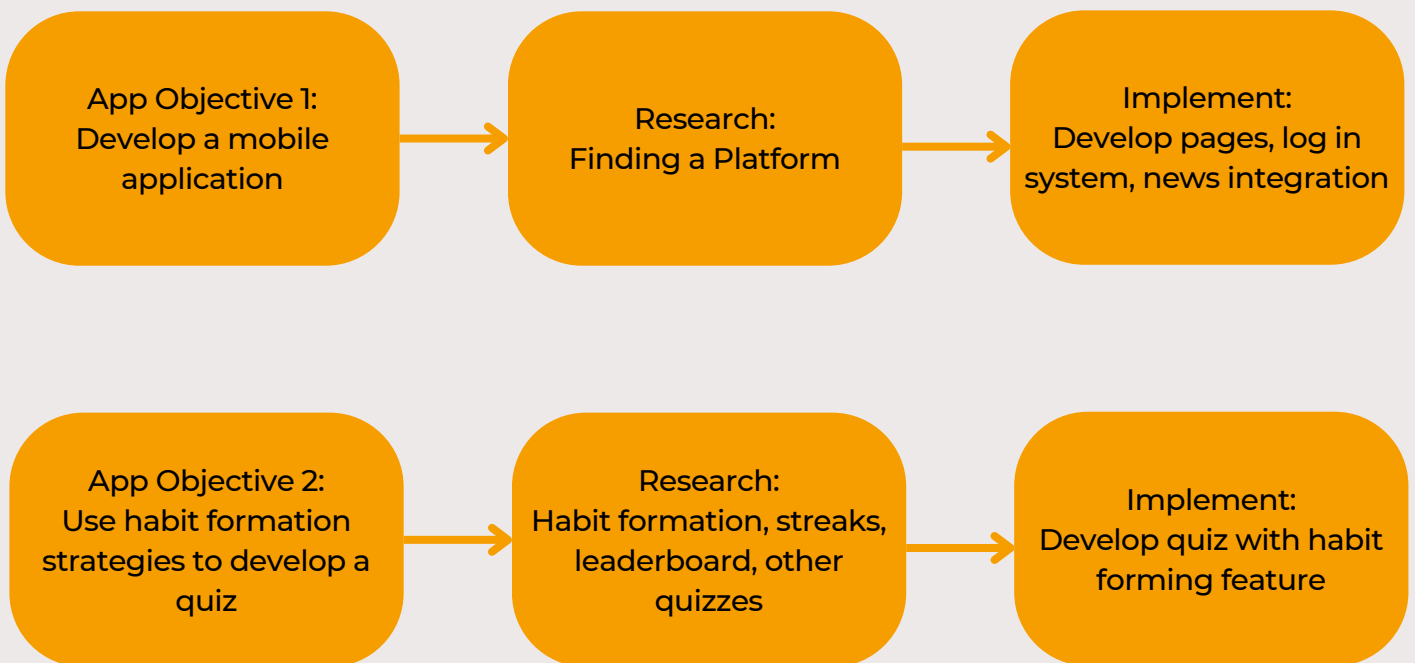 App Objective 1:
Develop a mobile
application
Research:
Finding a Platform
Implement:
Develop pages, log in
system, news integration
App Objective 2:
Use habit formation
strategies to develop a
quiz
Research:
Habit formation, streaks,
leaderboard, other
quizzes
Implement:
Develop quiz with habit
forming feature